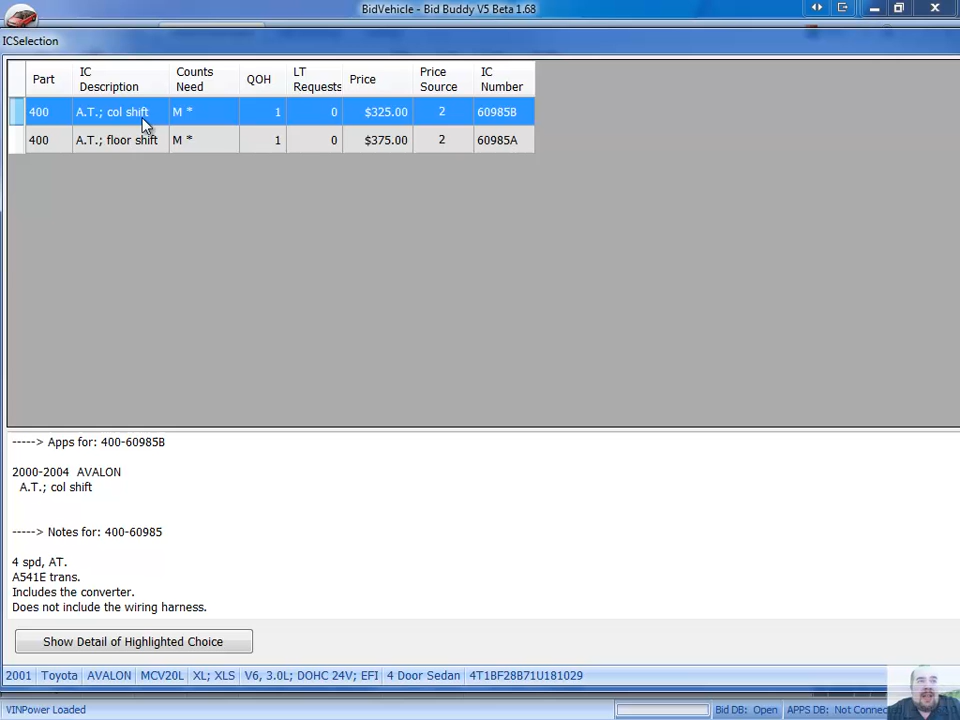 BidVehicle - Bid Buddy V5 Beta 1.68
ICSelection
Part IC Description Counts Need QOH LT Requests Price Price Source IC Number
400 A.T.; col shift M * 1 0 $325.00 2 60985B
400 A.T.; floor shift M * 1 0 $375.00 2 60985A
-----> Apps for: 400-60985B
2000-2004 AVALON
A.T.; col shift
-----> Notes for: 400-60985
4 spd, AT.
A541E trans.
Includes the converter.
Does not include the wiring harness.
Show Detail of Highlighted Choice
2001 Toyota AVALON MCV20L XL; XLS V6, 3.0L; DOHC 24V; EFI 4 Door Sedan 4T1BF28B71U181029
VINPower Loaded Bid DB: Open APPS DB: Not